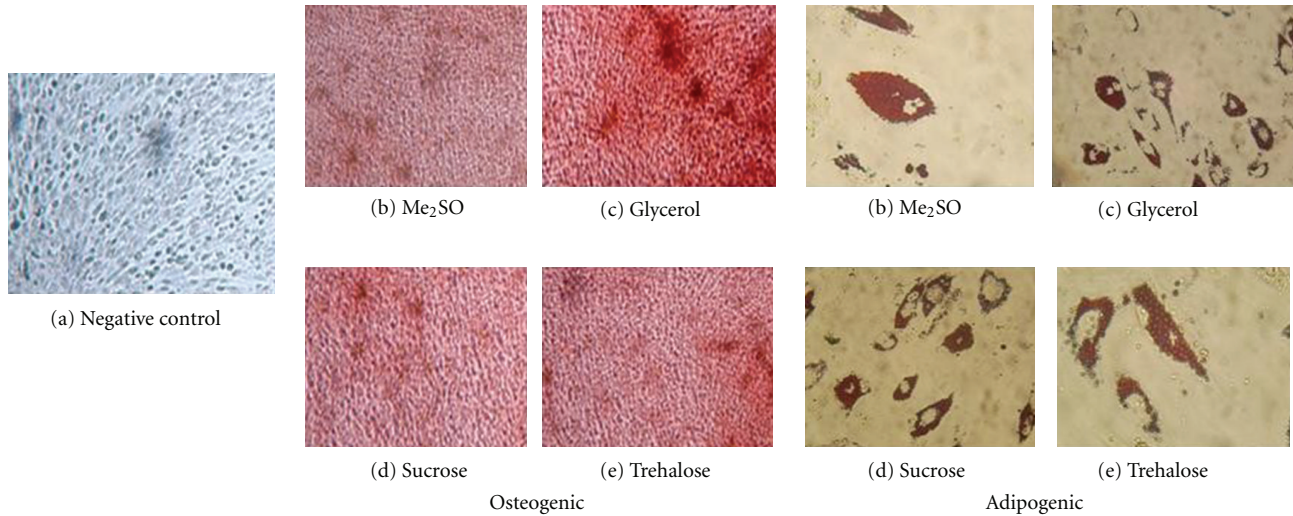 (b) Me₂SO
(c) Glycerol
(b) Me₂SO
(c) Glycerol
(a) Negative control
(d) Sucrose
(e) Trehalose
(d) Sucrose
(e) Trehalose
Osteogenic
Adipogenic